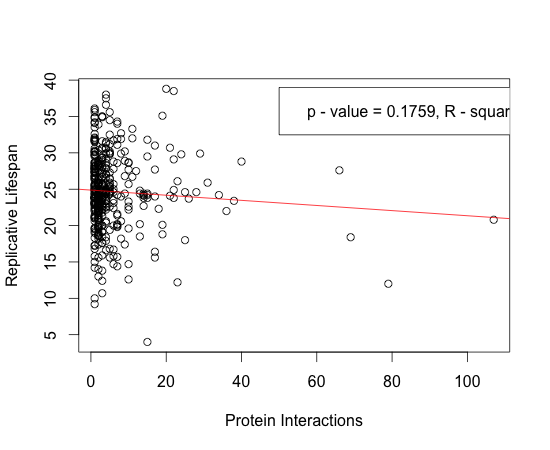 p - value = 0.1759, R - squar
Replicative Lifespan
40
35
30
25
20
15
10
5
0 20 40 60 80 100
Protein Interactions